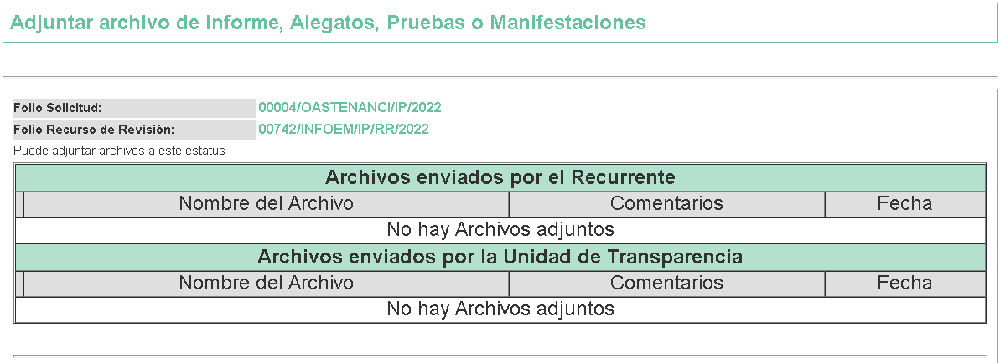 Adjuntar archivo de Informe, Alegatos, Pruebas o Manifestaciones
Folio Solicitud: 00004/OASTENANCI/IP/2022
Folio Recurso de Revisión: 00742/INFOEM/IP/RR/2022
Puede adjuntar archivos a este estatus
Archivos enviados por el Recurrente
Nombre del Archivo Comentarios Fecha
No hay Archivos adjuntos
Archivos enviados por la Unidad de Transparencia
Nombre del Archivo Comentarios Fecha
No hay Archivos adjuntos